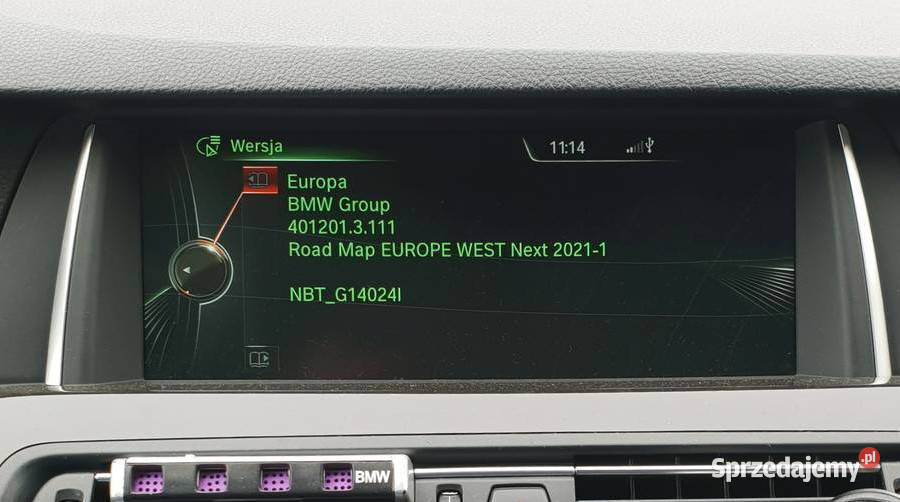 Wersja
11:14
Europa
BMW Group
401201.3.111
Road Map EUROPE WEST Next 2021-1
NBT_G14024I
BMW
Sprzedajemy.pl